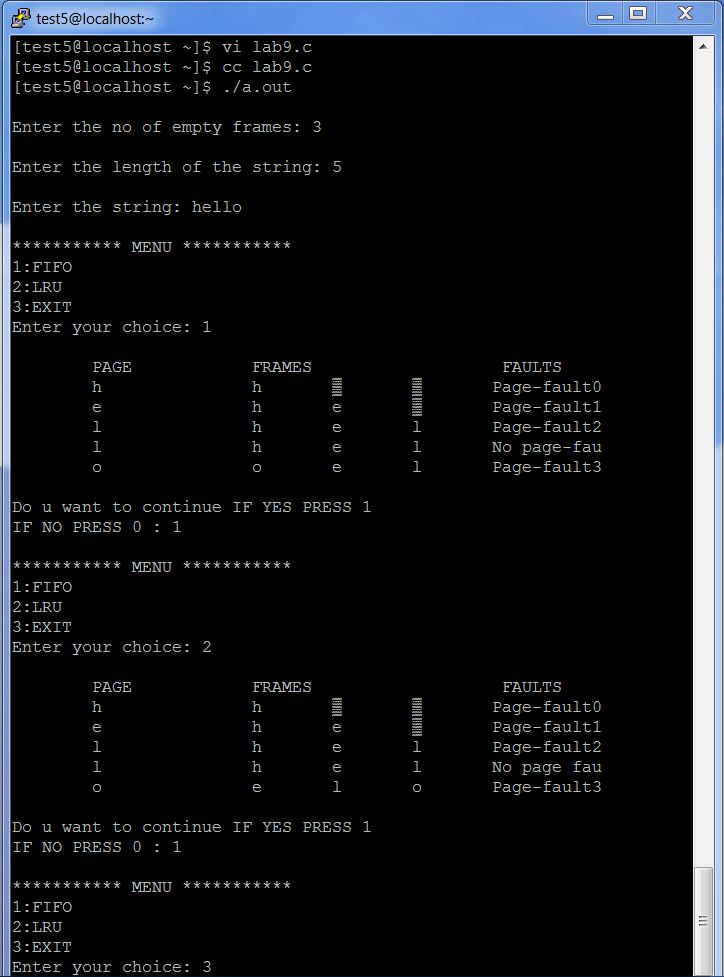 test5@localhost:~
[test5@localhost ~]$ vi lab9.c
[test5@localhost ~]$ cc lab9.c
[test5@localhost ~]$ ./a.out
Enter the no of empty frames: 3
Enter the length of the string: 5
Enter the string: hello
*********** MENU ***********
1:FIFO
2:LRU
3:EXIT
Enter your choice: 1
PAGE FRAMES FAULTS
h h ▒ ▒ Page-fault0
e h e ▒ Page-fault1
l h e l Page-fault2
l h e l No page-fau
o o e l Page-fault3
Do u want to continue IF YES PRESS 1
IF NO PRESS 0 : 1
*********** MENU ***********
1:FIFO
2:LRU
3:EXIT
Enter your choice: 2
PAGE FRAMES FAULTS
h h ▒ ▒ Page-fault0
e h e ▒ Page-fault1
l h e l Page-fault2
l h e l No page fau
o e l o Page-fault3
Do u want to continue IF YES PRESS 1
IF NO PRESS 0 : 1
*********** MENU ***********
1:FIFO
2:LRU
3:EXIT
Enter your choice: 3